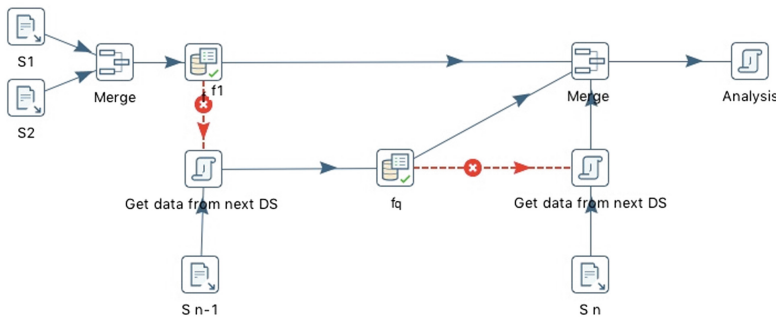 S1
S2
Merge
f1
Merge
Analysis
Get data from next DS
fq
Get data from next DS
S n-1
S n